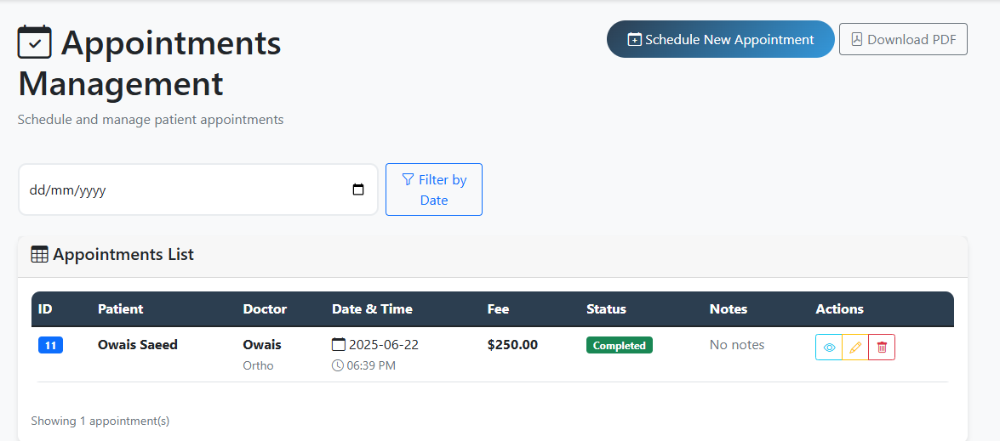 Appointments
Management
Schedule and manage patient appointments
Schedule New Appointment
Download PDF
dd/mm/yyyy
Filter by
Date
Appointments List
ID Patient Doctor Date & Time Fee Status Notes Actions
11 Owais Saeed Owais 2025-06-22 $250.00 Completed No notes
Ortho 06:39 PM
Showing 1 appointment(s)